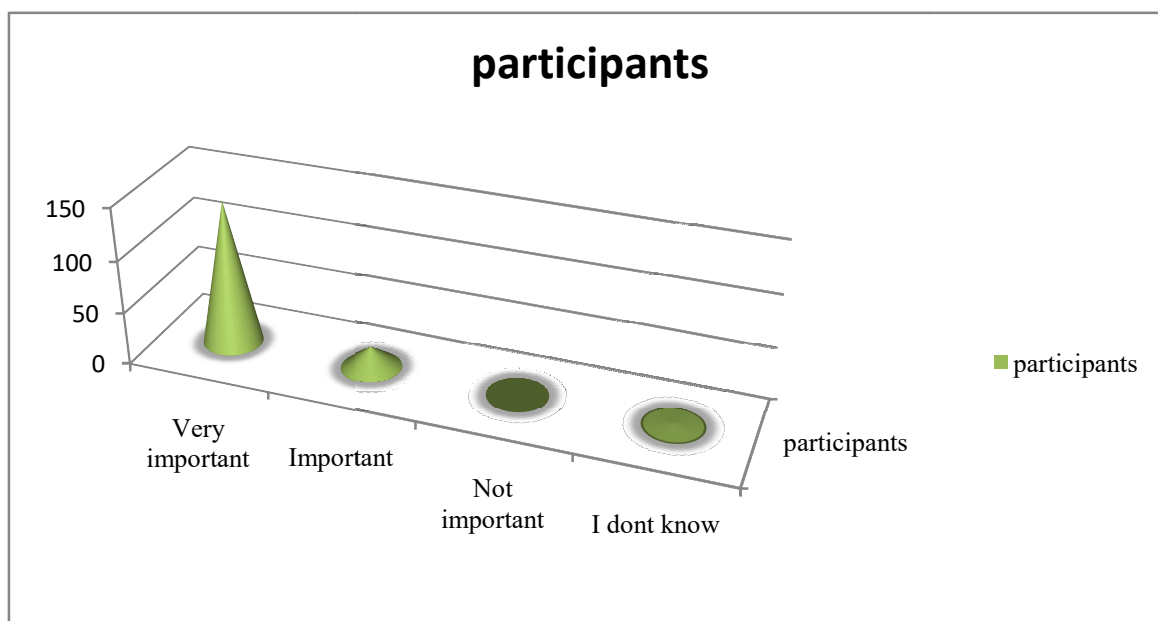 participants
150
100
50
0
Very
important
Important
Not
important
I dont know
participants
participants